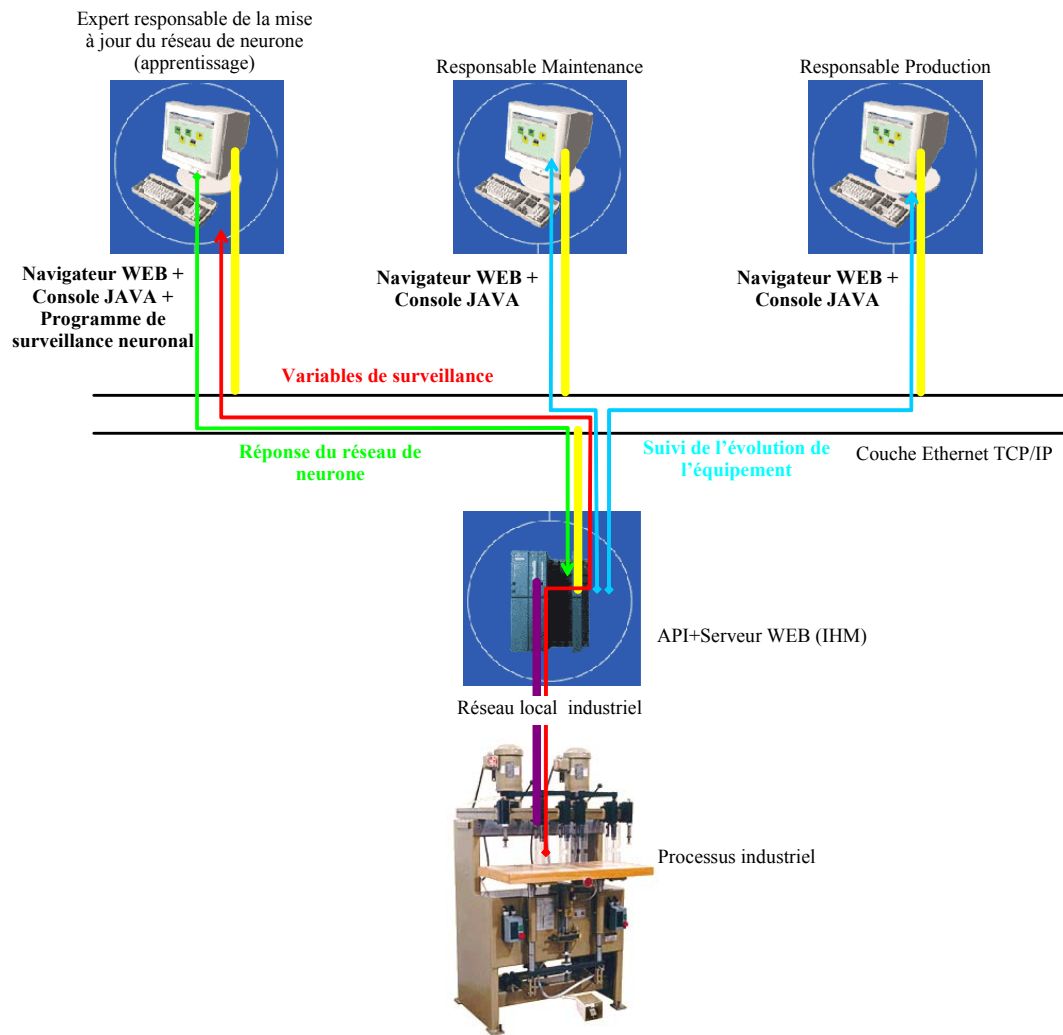 Expert responsable de la mise
à jour du réseau de neurone
(apprentissage)
Responsable Maintenance
Responsable Production
Navigateur WEB +
Console JAVA +
Programme de
surveillance neuronal
Navigateur WEB +
Console JAVA
Navigateur WEB +
Console JAVA
Variables de surveillance
Réponse du réseau de
neurone
Suivi de l'évolution de
l'équipement
Couche Ethernet TCP/IP
API+Serveur WEB (IHM)
Réseau local industriel
Processus industriel